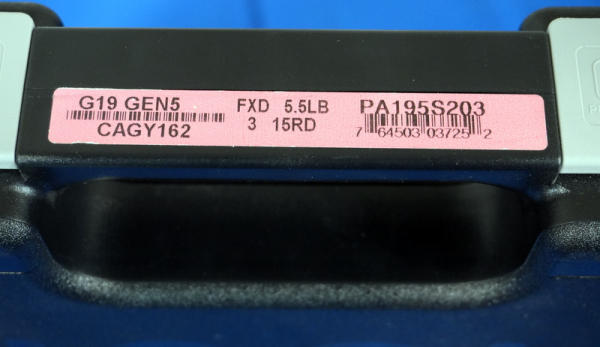 G19 GEN5 FXD 5.5LB PA195S203
CAGY162 3 15RD 7 64503 03725 2